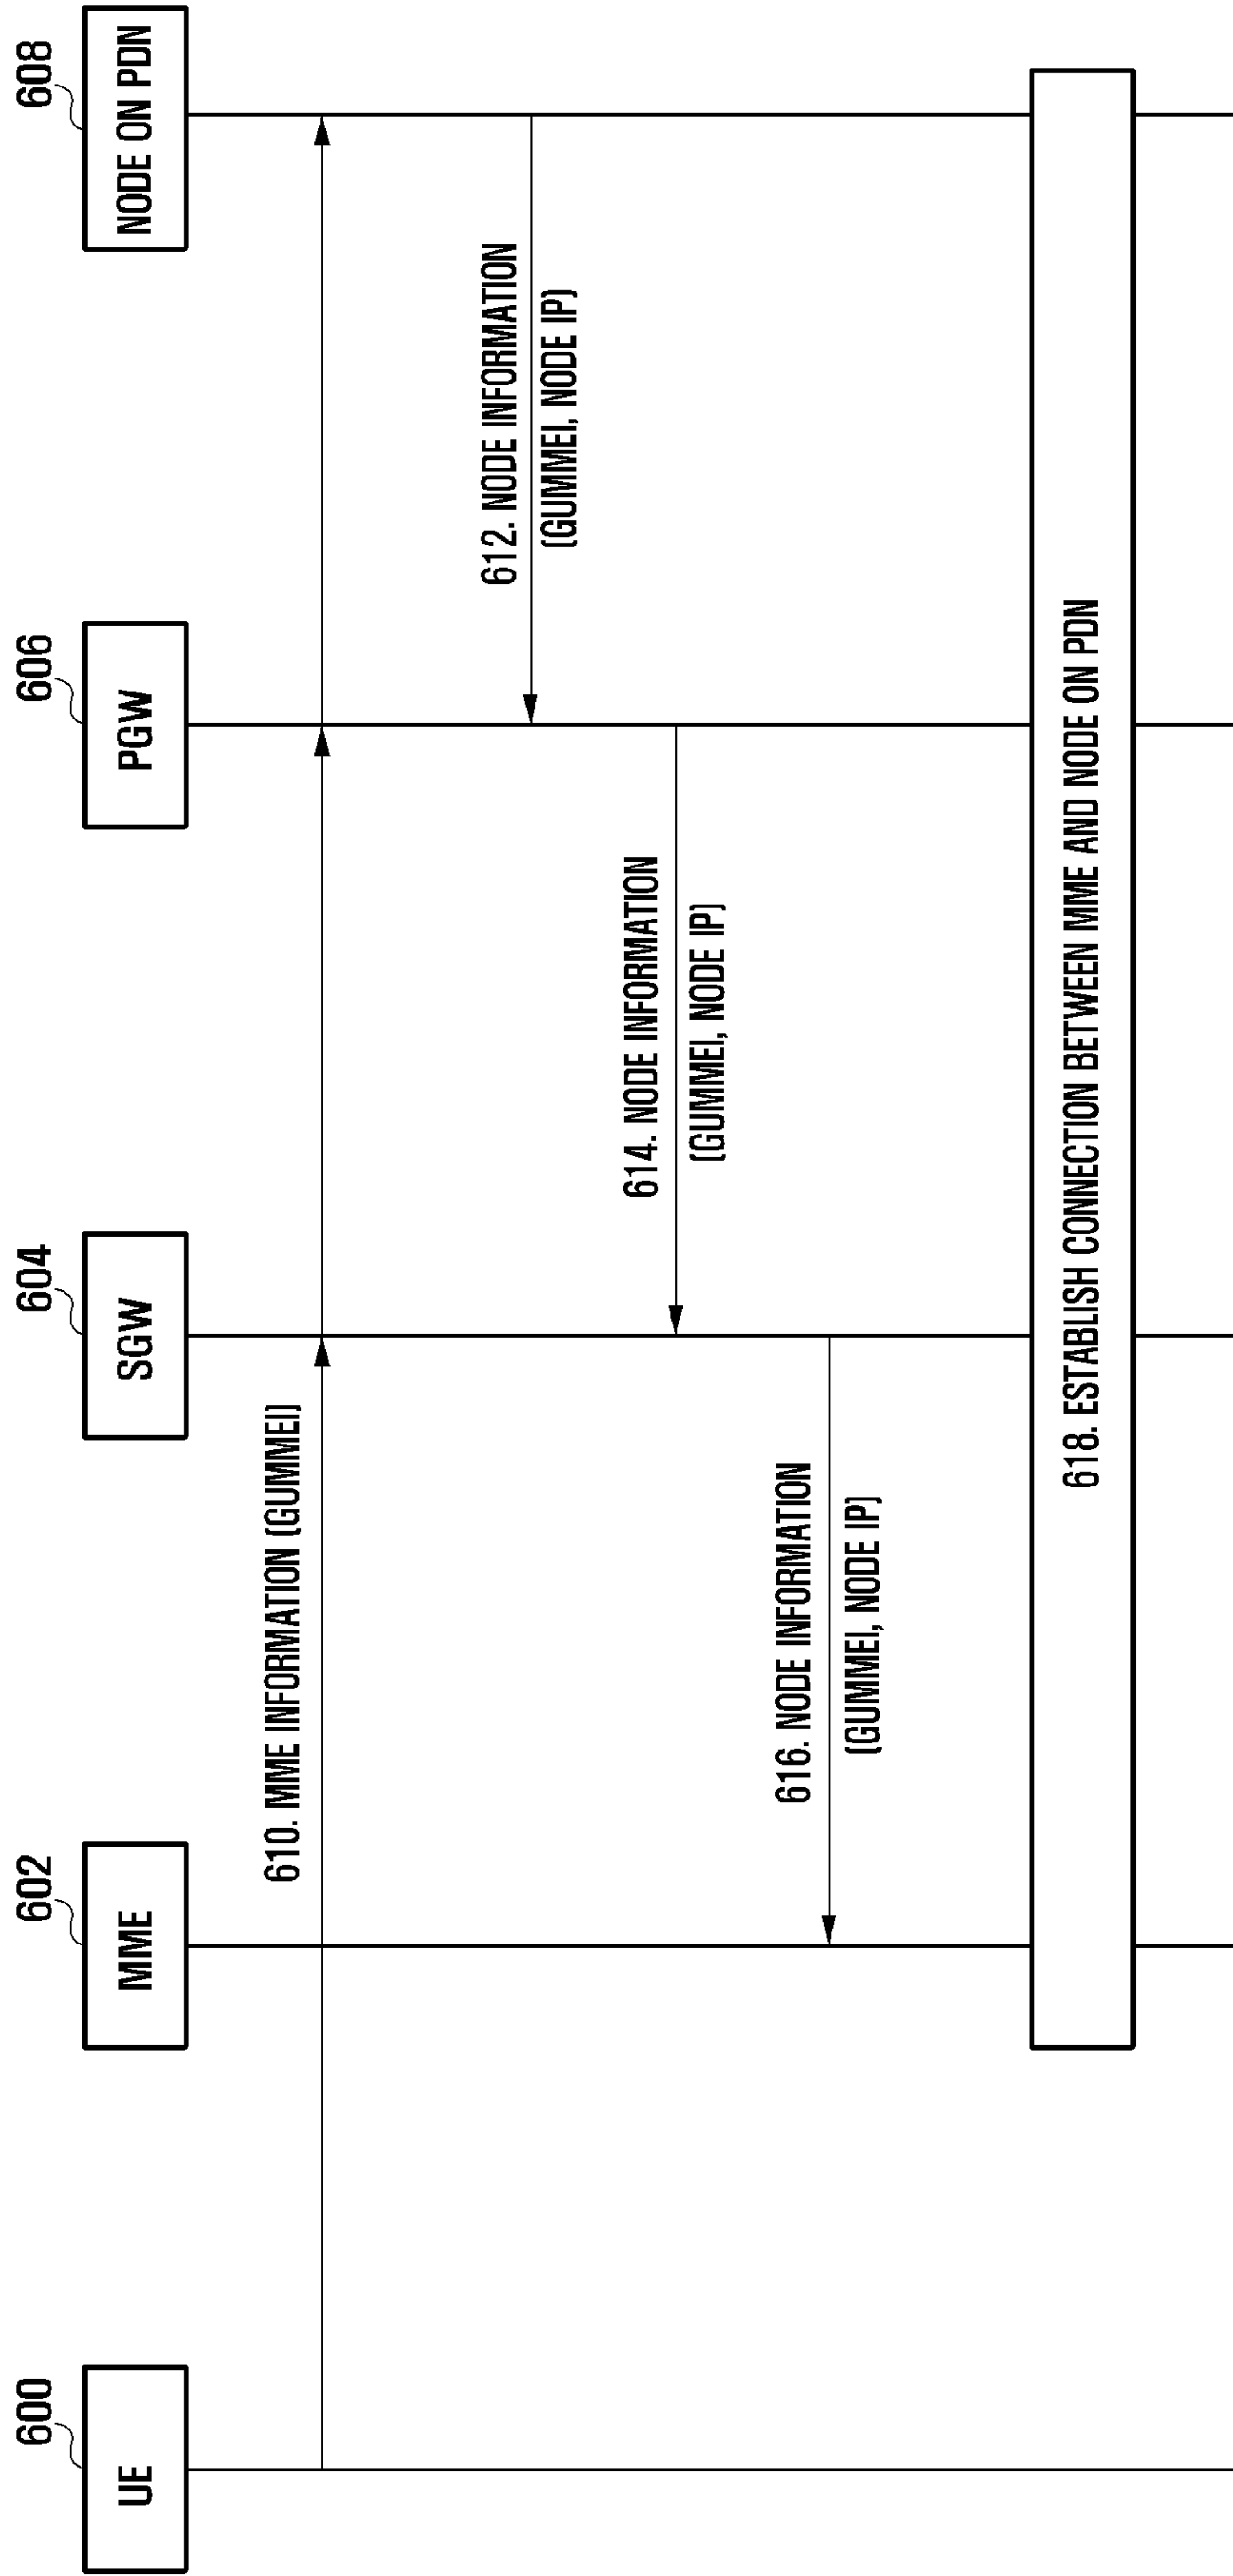 600
UE
602
MME
604
SGW
606
PGW
608
NODE ON PDN
610. MME INFORMATION (GUMMEI)
612. NODE INFORMATION
(GUMMEI, NODE IP)
614. NODE INFORMATION
(GUMMEI, NODE IP)
616. NODE INFORMATION
(GUMMEI, NODE IP)
618. ESTABLISH CONNECTION BETWEEN MME AND NODE ON PDN